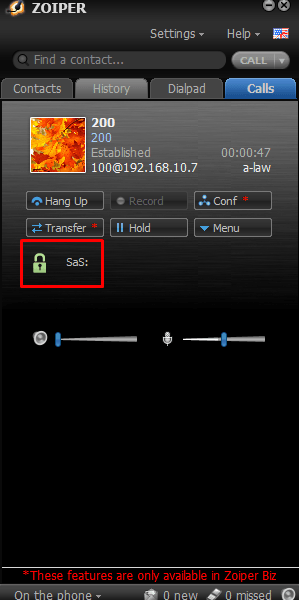 ZOIPER
Settings Help
Find a contact... CALL
Contacts History Dialpad Calls
200
200
Established 00:00:47
100@192.168.10.7 a-law
Hang Up Record Conf *
Transfer * Hold Menu
SaS:
*These features are only available in Zoiper Biz
On the phone 0 new 0 missed